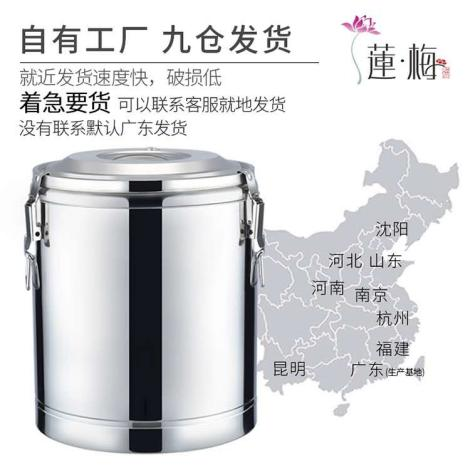 自有工厂 九仓发货
就近发货速度快，破损低
着急要货 可以联系客服就地发货
没有联系默认广东发货
蓮·梅
沈阳
河北 山东
河南 南京
杭州
福建
昆明 广东(生产基地)